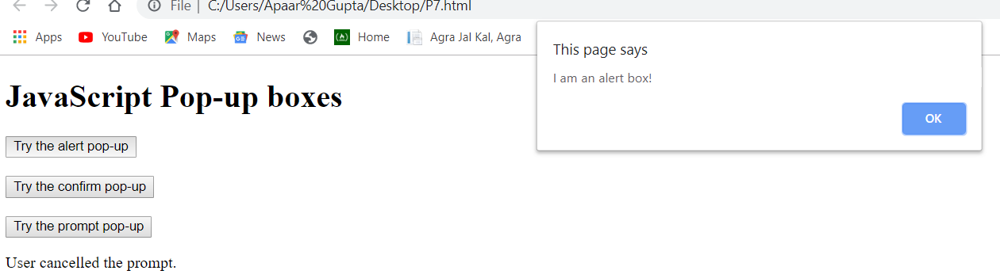 File | C:/Users/Apaar%20Gupta/Desktop/P7.html
Apps YouTube Maps News Home Agra Jal Kal, Agra
This page says
I am an alert box!
OK
JavaScript Pop-up boxes
Try the alert pop-up
Try the confirm pop-up
Try the prompt pop-up
User cancelled the prompt.